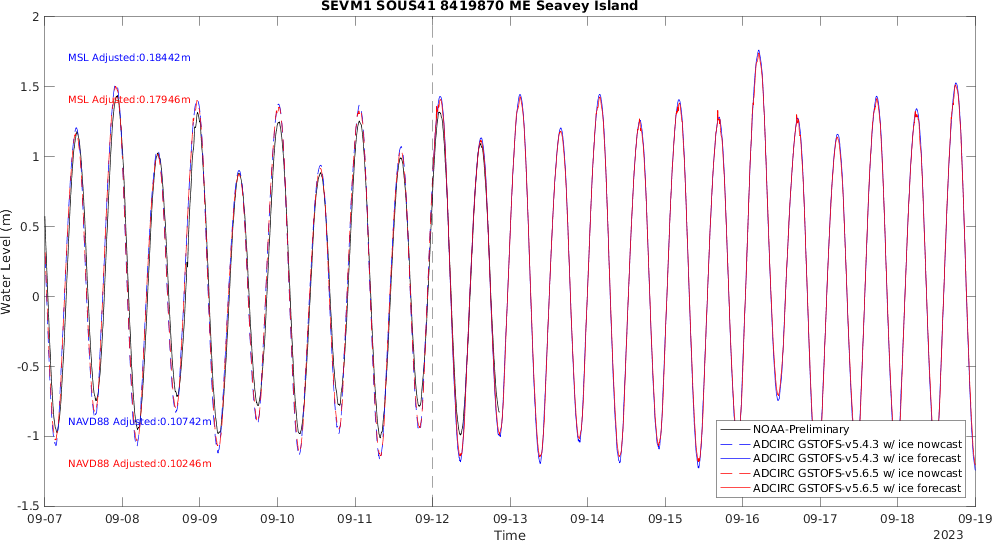 SEVM1 SOUS41 8419870 ME Seavey Island
2
1.5
1
0.5
0
-0.5
-1
-1.5
Water Level (m)
MSL Adjusted:0.18442m
MSL Adjusted:0.17946m
NAVD88 Adjusted:0.10742m
NAVD88 Adjusted:0.10246m
NOAA-Preliminary
ADCIRC GSTOFS-v5.4.3 w/ ice nowcast
ADCIRC GSTOFS-v5.4.3 w/ ice forecast
ADCIRC GSTOFS-v5.6.5 w/ ice nowcast
ADCIRC GSTOFS-v5.6.5 w/ ice forecast
09-07 09-08 09-09 09-10 09-11 09-12 09-13 09-14 09-15 09-16 09-17 09-18 09-19
Time
2023